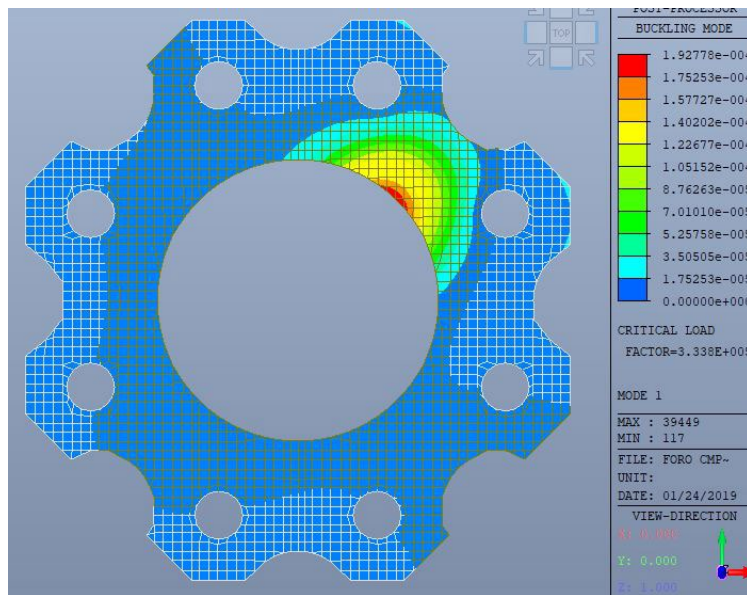 POST-PROCESSOR
BUCKLING MODE
TOP
1.92778e-004
1.75253e-004
1.57727e-004
1.40202e-004
1.22677e-004
1.05152e-004
8.76263e-005
7.01010e-005
5.25758e-005
3.50505e-005
1.75253e-005
0.00000e+000
CRITICAL LOAD
FACTOR=3.338E+005
MODE 1
MAX : 39449
MIN : 117
FILE: FORO CMP~
UNIT:
DATE: 01/24/2019
VIEW-DIRECTION
X: 0.000
Y: 0.000
Z: 1.000